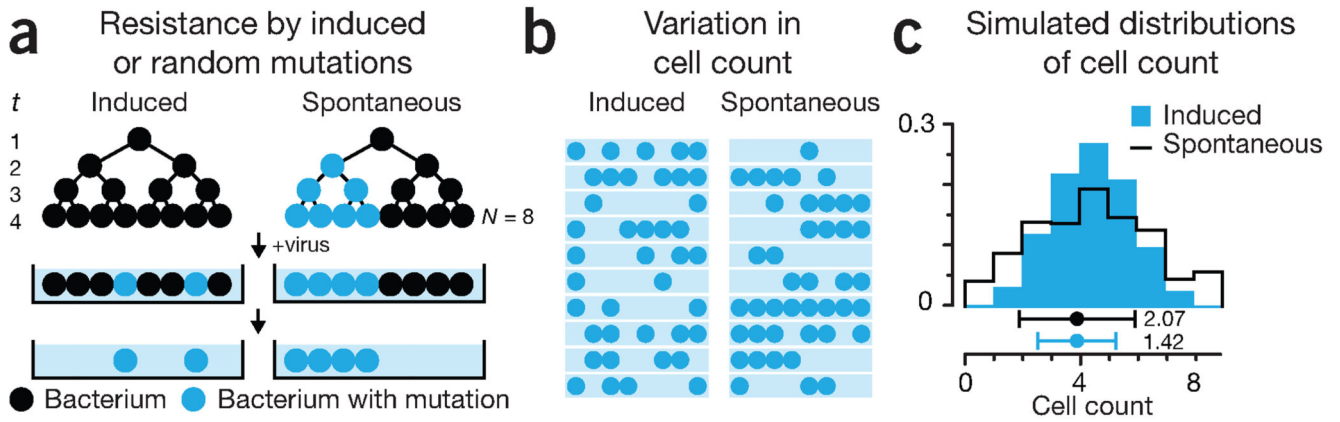 a
Resistance by induced
or random mutations
t
Induced
Spontaneous
1
2
3
4
N = 8
+virus
Bacterium
Bacterium with mutation
b
Variation in
cell count
Induced
Spontaneous
c
Simulated distributions
of cell count
Induced
Spontaneous
0.3
0
2.07
1.42
0
4
8
Cell count